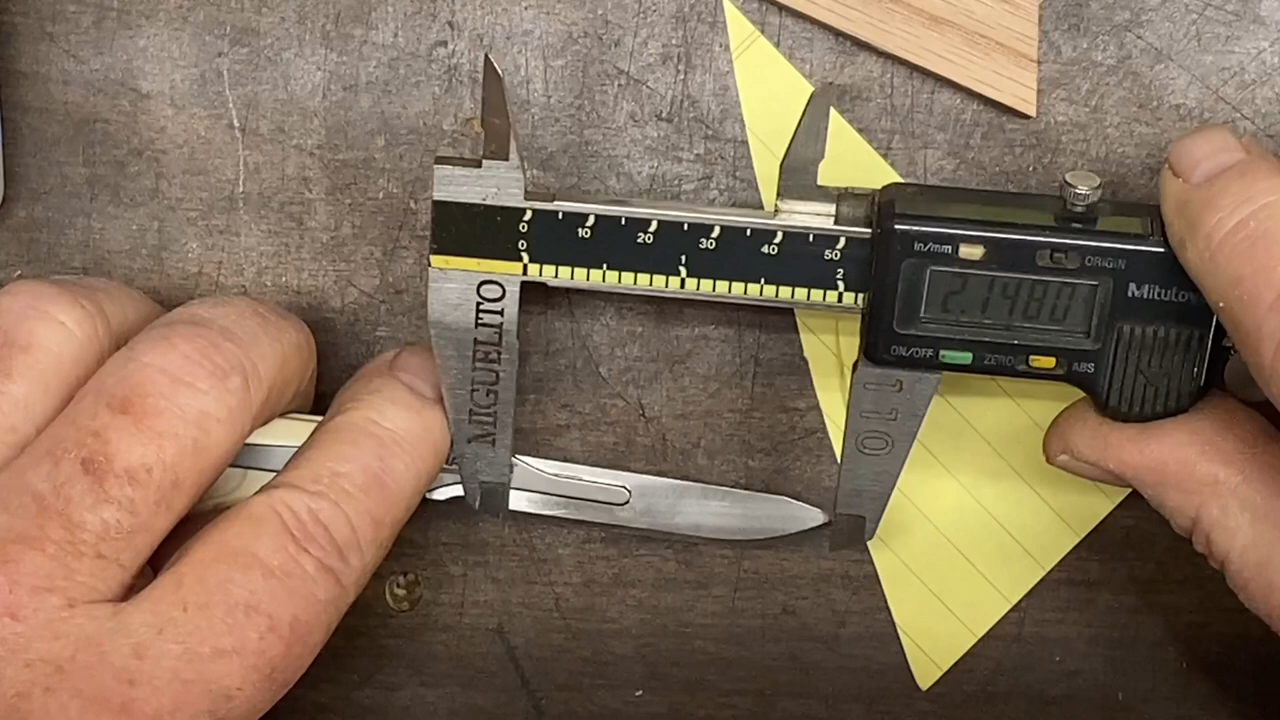 0 10 20 30 40 50
0 1 2
in/mm
ORIGIN
2.1480
Mitutoy
ON/OFF
ZERO
ABS
MIGUELITO
110